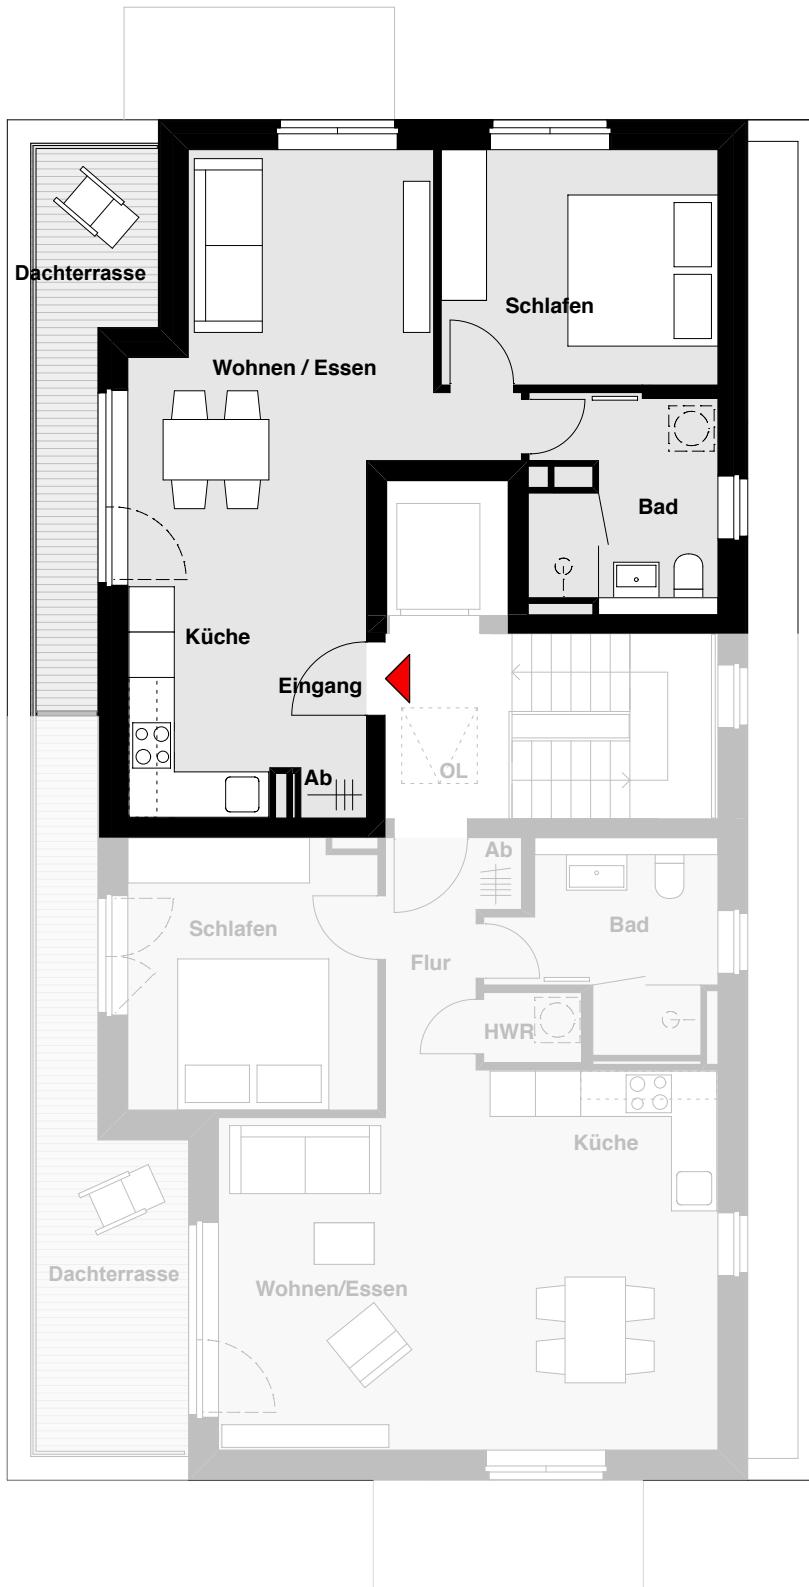 Dachterrasse
Schlafen
Wohnen / Essen
Bad
Küche
Eingang
Ab
OL
Ab
Schlafen
Bad
Flur
HWR
Küche
Dachterrasse
Wohnen/Essen